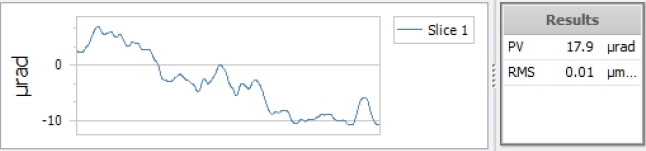 µrad
0
-10
Slice 1
Results
PV 17.9 µrad
RMS 0.01 µm...